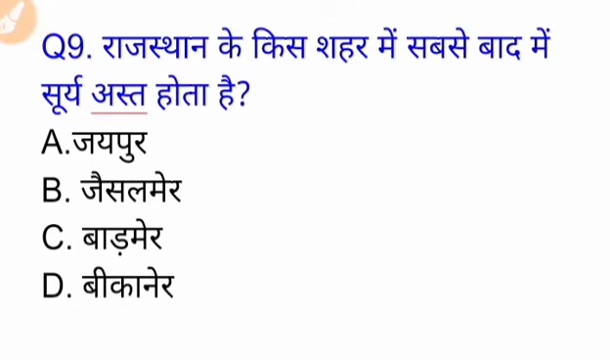 Q9. राजस्थान के किस शहर में सबसे बाद में
सूर्य अस्त होता है?
A.जयपुर
B. जैसलमेर
C. बाड़मेर
D. बीकानेर